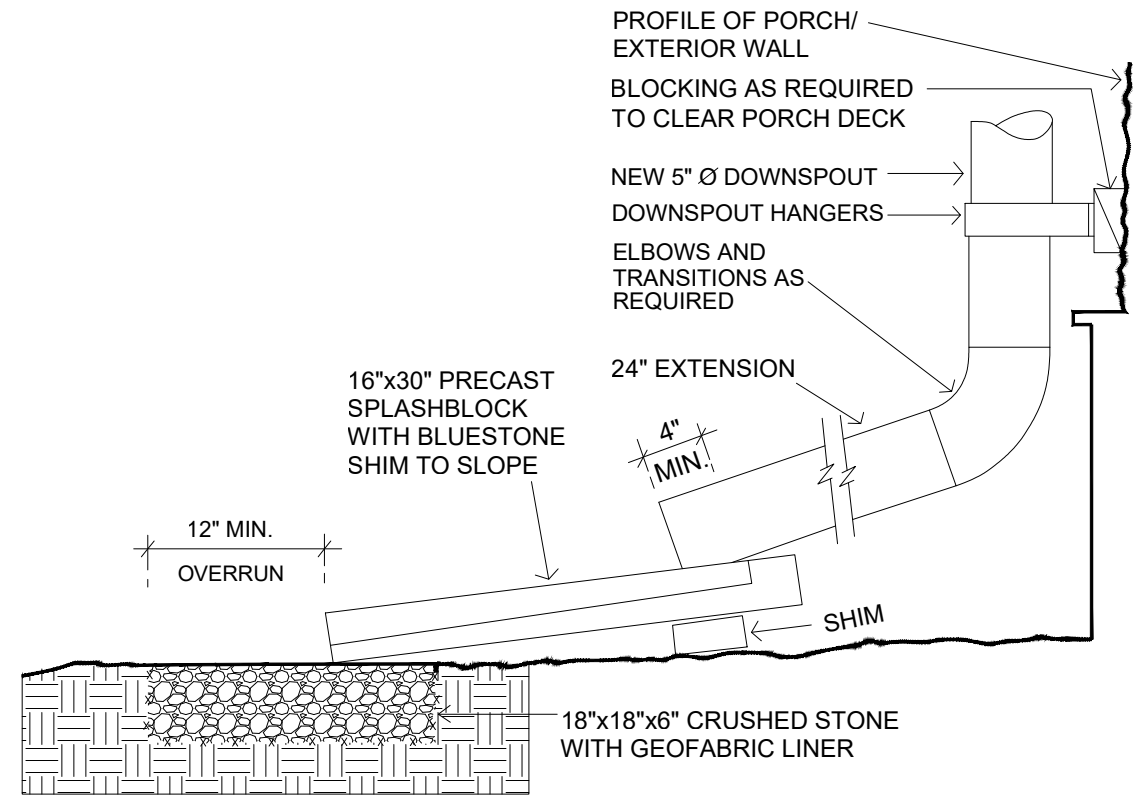 PROFILE OF PORCH/
EXTERIOR WALL
BLOCKING AS REQUIRED
TO CLEAR PORCH DECK
NEW 5" Ø DOWNSPOUT
DOWNSPOUT HANGERS
ELBOWS AND
TRANSITIONS AS
REQUIRED
24" EXTENSION
16"x30" PRECAST
SPLASHBLOCK
WITH BLUESTONE
SHIM TO SLOPE
4"
MIN.
12" MIN.
OVERRUN
SHIM
18"x18"x6" CRUSHED STONE
WITH GEOFABRIC LINER